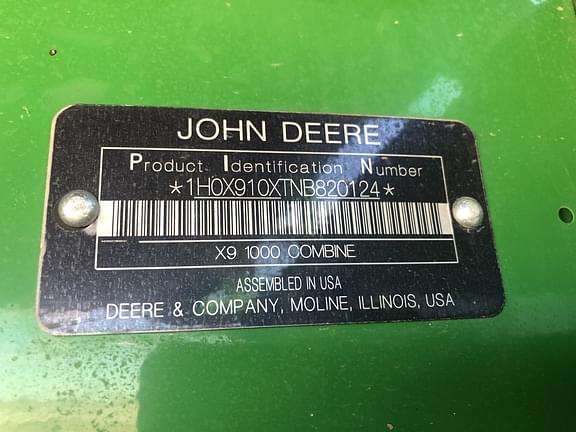 JOHN DEERE
Product Identification Number
*1H0X910XTNB820124*
X9 1000 COMBINE
ASSEMBLED IN USA
DEERE & COMPANY, MOLINE, ILLINOIS, USA